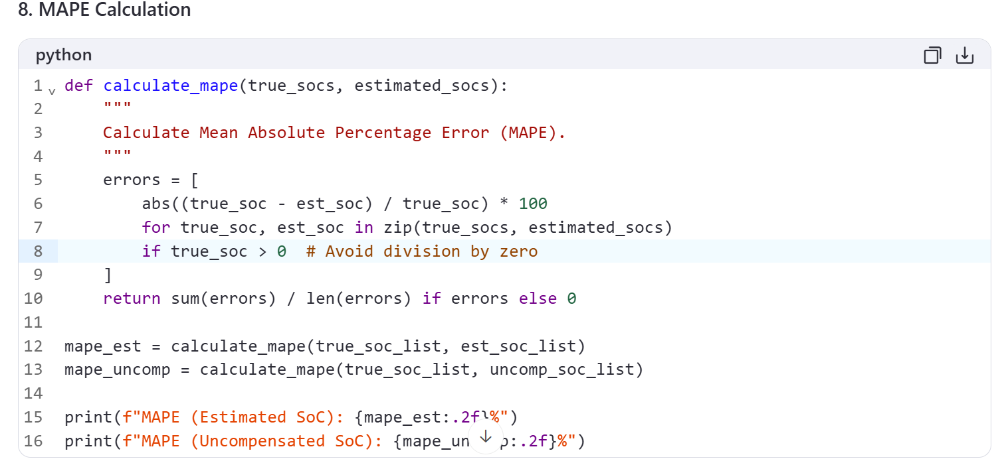 8. MAPE Calculation
python
1 def calculate_mape(true_socs, estimated_socs):
2     """
3     Calculate Mean Absolute Percentage Error (MAPE).
4     """
5     errors = [
6         abs((true_soc - est_soc) / true_soc) * 100
7         for true_soc, est_soc in zip(true_socs, estimated_socs)
8         if true_soc > 0  # Avoid division by zero
9     ]
10     return sum(errors) / len(errors) if errors else 0
11
12 mape_est = calculate_mape(true_soc_list, est_soc_list)
13 mape_uncomp = calculate_mape(true_soc_list, uncomp_soc_list)
14
15 print(f"MAPE (Estimated SoC): {mape_est:.2f}%")
16 print(f"MAPE (Uncompensated SoC): {mape_un p:.2f}%")